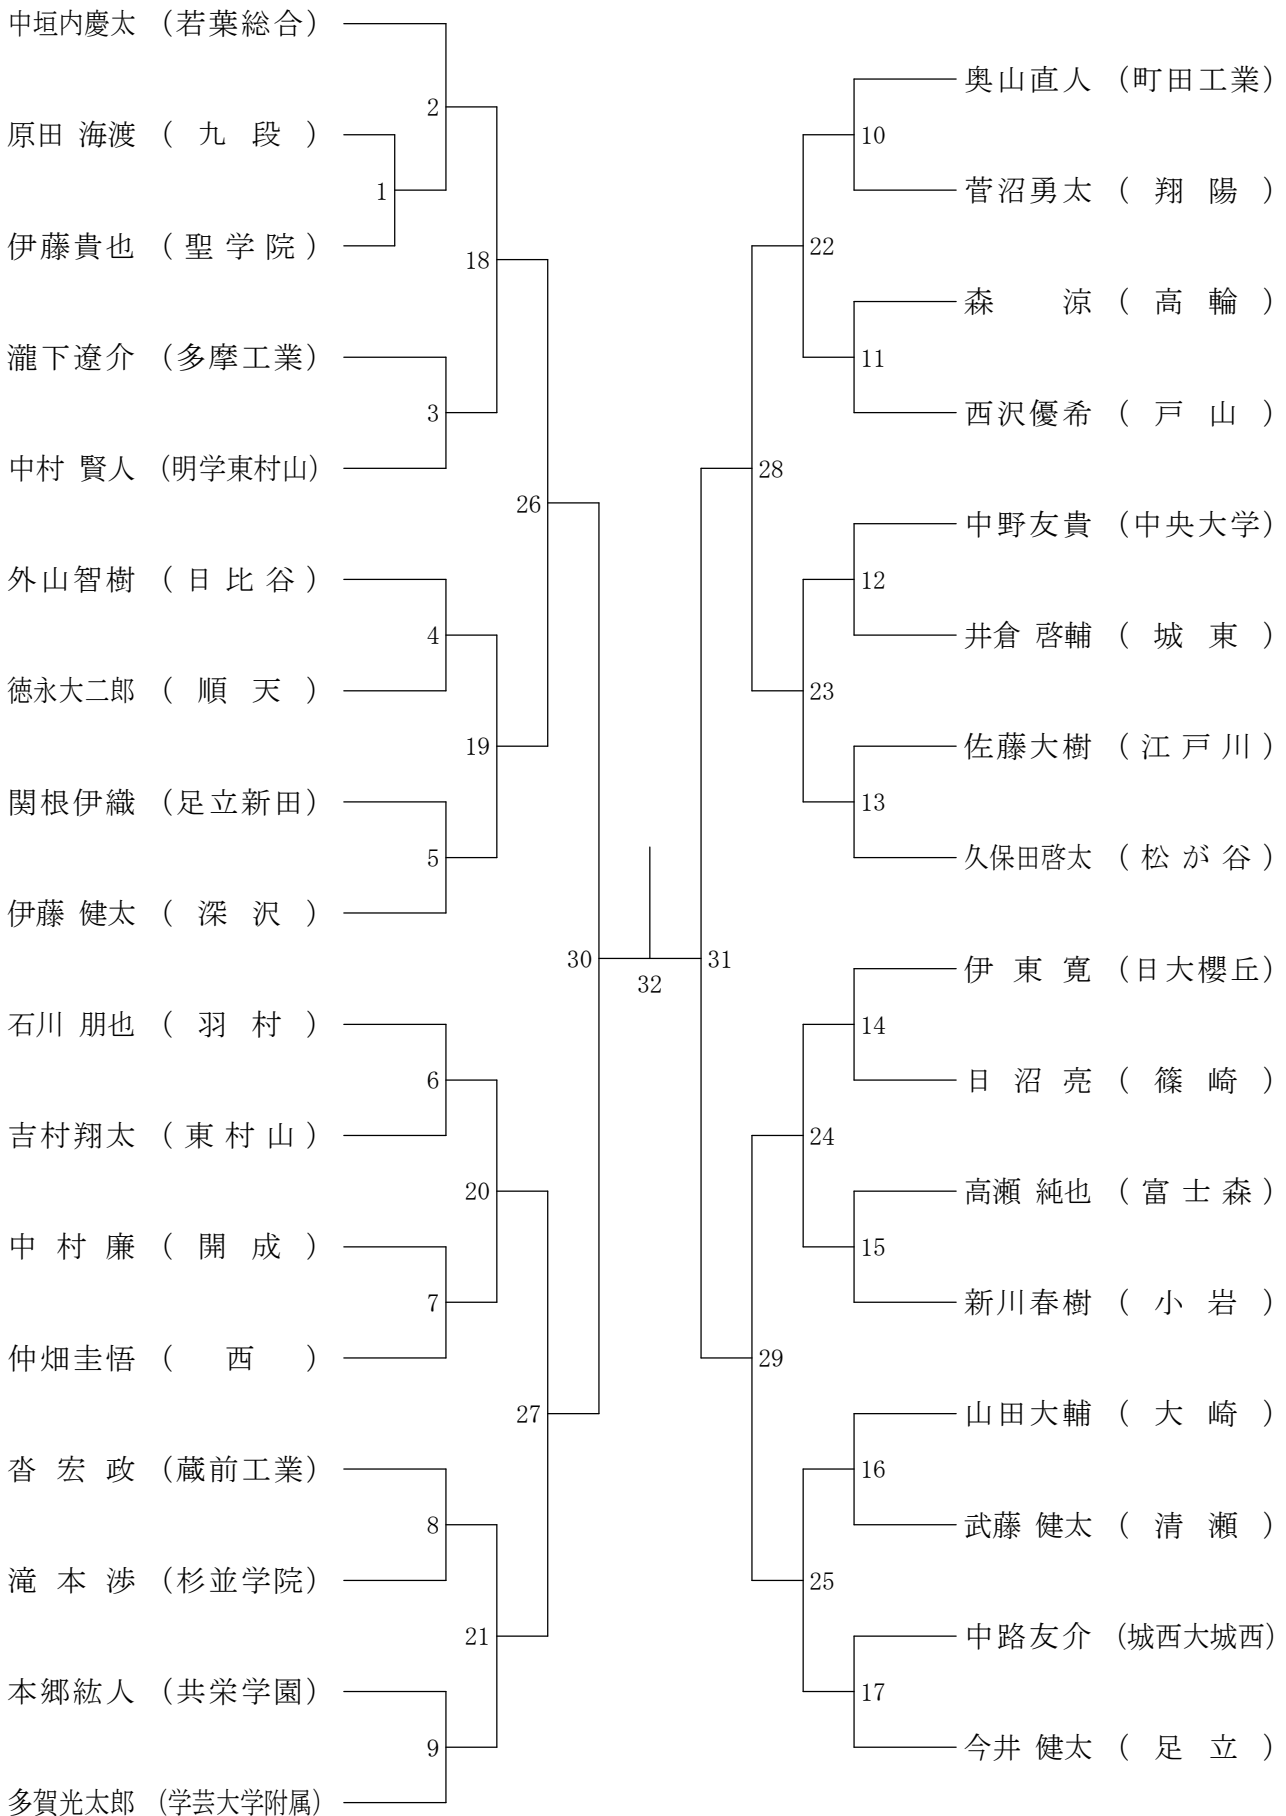 中垣内慶太 (若葉総合)
原田 海渡 ( 九 段 )
伊藤貴也 ( 聖 学 院 )
瀧下遼介 (多摩工業)
中村 賢人 (明学東村山)
外山智樹 ( 日 比 谷 )
徳永大二郎 ( 順 天 )
関根伊織 (足立新田)
伊藤 健太 ( 深 沢 )
石川 朋也 ( 羽 村 )
吉村翔太 ( 東 村 山 )
中 村 廉 ( 開 成 )
仲畑圭悟 ( 西 )
沓 宏 政 (蔵前工業)
滝 本 渉 (杉並学院)
本郷紘人 (共栄学園)
多賀光太郎 (学芸大学附属)
1
2
3
4
5
6
7
8
9
18
19
20
21
26
27
30
32
31
28
29
22
23
24
25
10
11
12
13
14
15
16
17
奥山直人 (町田工業)
菅沼勇太 ( 翔 陽 )
森 涼 ( 高 輪 )
西沢優希 ( 戸 山 )
中野友貴 (中央大学)
井倉 啓輔 ( 城 東 )
佐藤大樹 ( 江 戸 川 )
久保田啓太 ( 松 が 谷 )
伊 東 寛 (日大櫻丘)
日 沼 亮 ( 篠 崎 )
高瀬 純也 ( 富 士 森 )
新川春樹 ( 小 岩 )
山田大輔 ( 大 崎 )
武藤 健太 ( 清 瀬 )
中路友介 (城西大城西)
今井 健太 ( 足 立 )